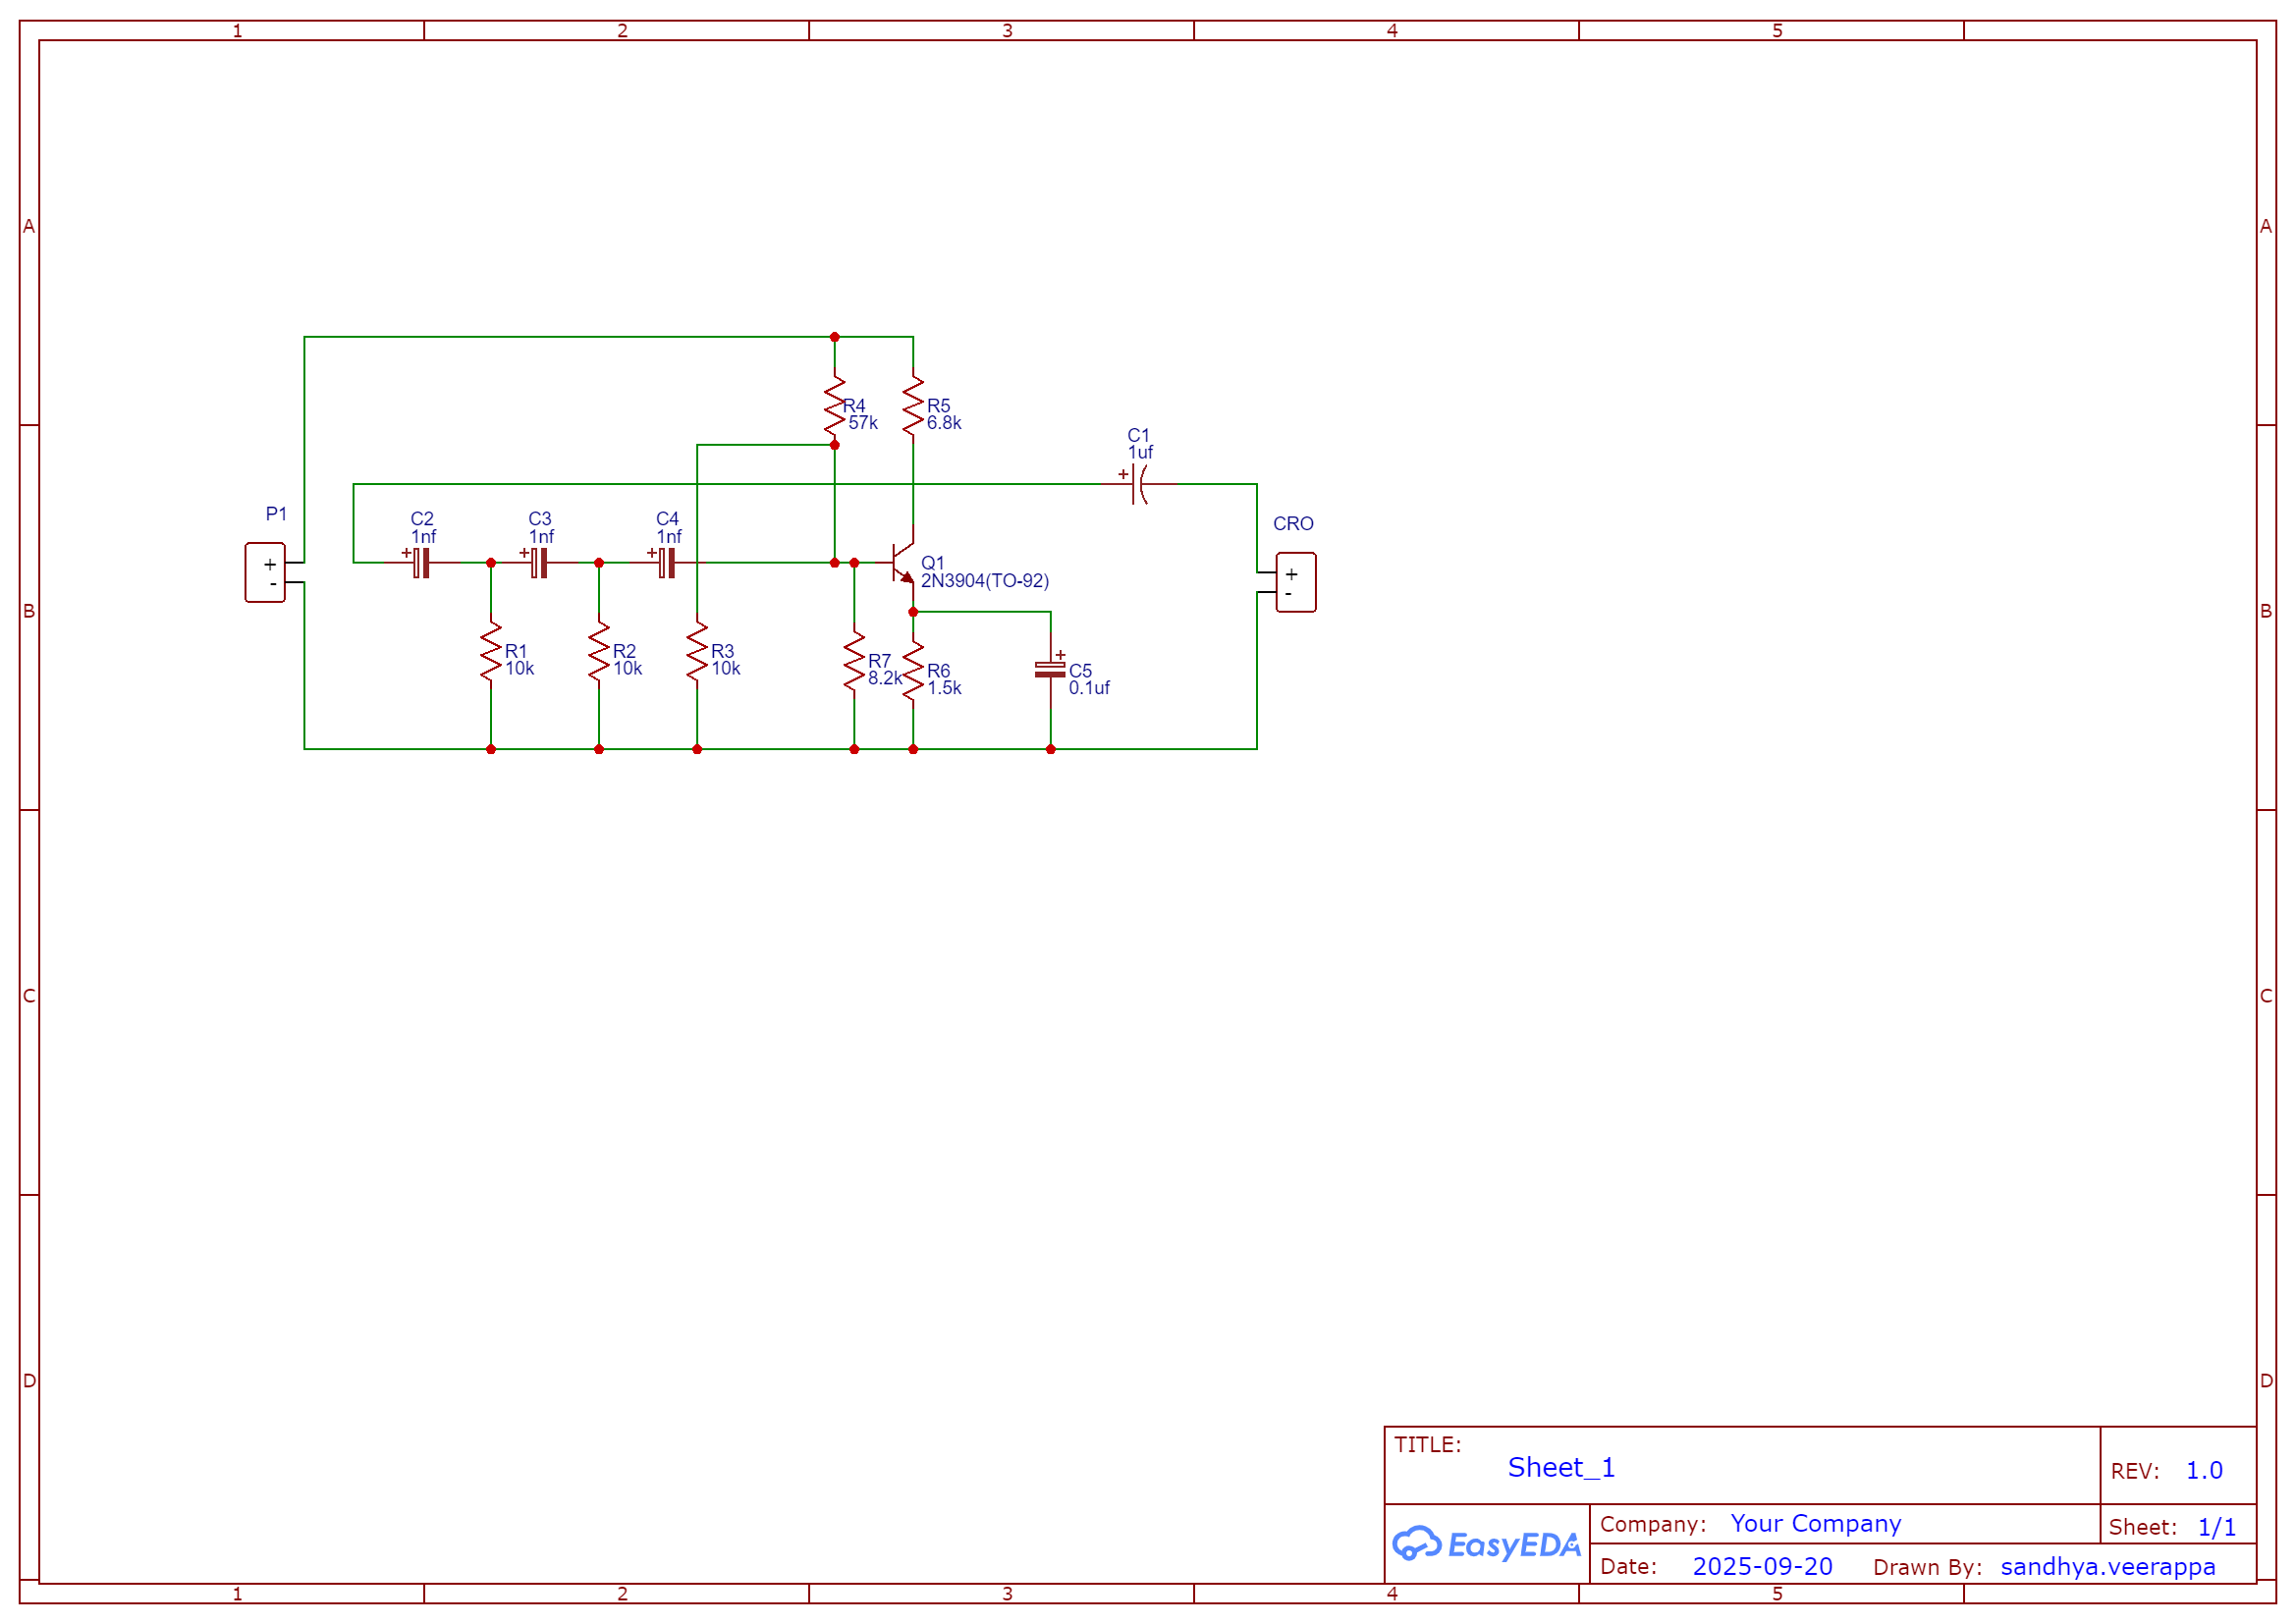 1 2 3 4 5
A A
R4
57k
R5
6.8k
C1
1uf
+
P1
+
-
C2
1nf
+
C3
1nf
+
C4
1nf
+
Q1
2N3904(TO-92)
CRO
+
-
B B
R1
10k
R2
10k
R3
10k
R7
8.2k
R6
1.5k
+
C5
0.1uf
C C
D D
TITLE:
Sheet_1
REV: 1.0
EasyEDA
Company: Your Company
Sheet: 1/1
Date: 2025-09-20 Drawn By: sandhya.veerappa
1 2 3 4 5